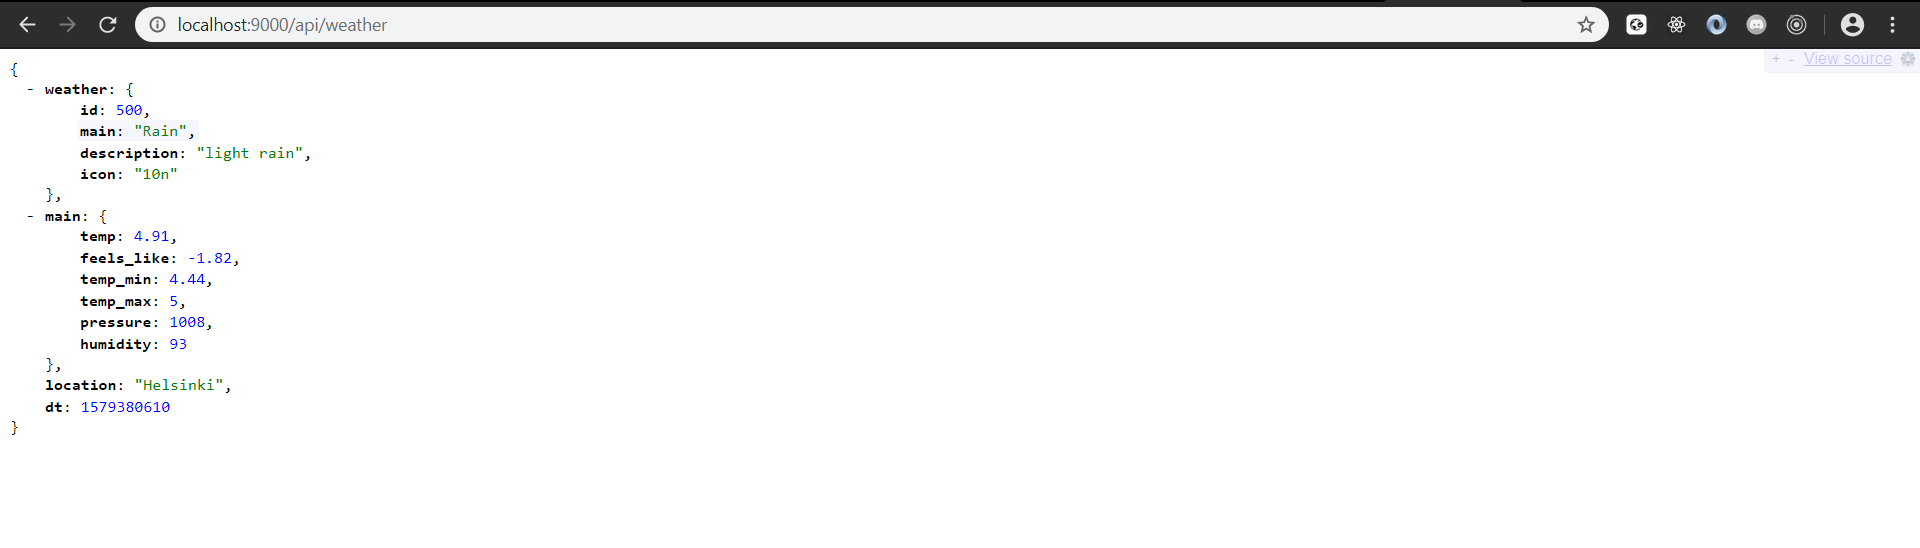 localhost:9000/api/weather
+ - View source
{
- weather: {
id: 500,
main: "Rain",
description: "light rain",
icon: "10n"
},
- main: {
temp: 4.91,
feels_like: -1.82,
temp_min: 4.44,
temp_max: 5,
pressure: 1008,
humidity: 93
},
location: "Helsinki",
dt: 1579380610
}